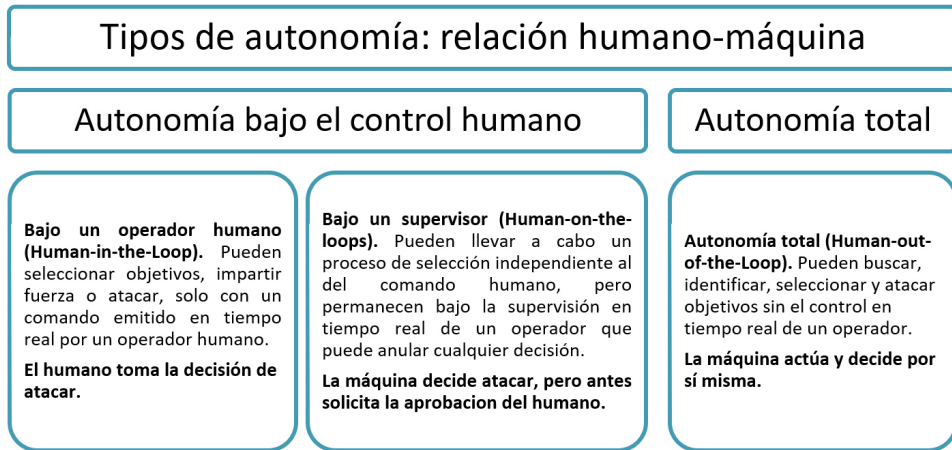 Tipos de autonomía: relación humano-máquina
Autonomía bajo el control humano
Autonomía total
Bajo un operador humano
(Human-in-the-Loop). Pueden
seleccionar objetivos, impartir
fuerza o atacar, solo con un
comando emitido en tiempo
real por un operador humano.
El humano toma la decisión de
atacar.
Bajo un supervisor (Human-on-the-
loops). Pueden llevar a cabo un
proceso de selección independiente al
del comando humano, pero
permanecen bajo la supervisión en
tiempo real de un operador que
puede anular cualquier decisión.
La máquina decide atacar, pero antes
solicita la aprobacion del humano.
Autonomía total (Human-out-
of-the-Loop). Pueden buscar,
identificar, seleccionar y atacar
objetivos sin el control en
tiempo real de un operador.
La máquina actúa y decide por
sí misma.